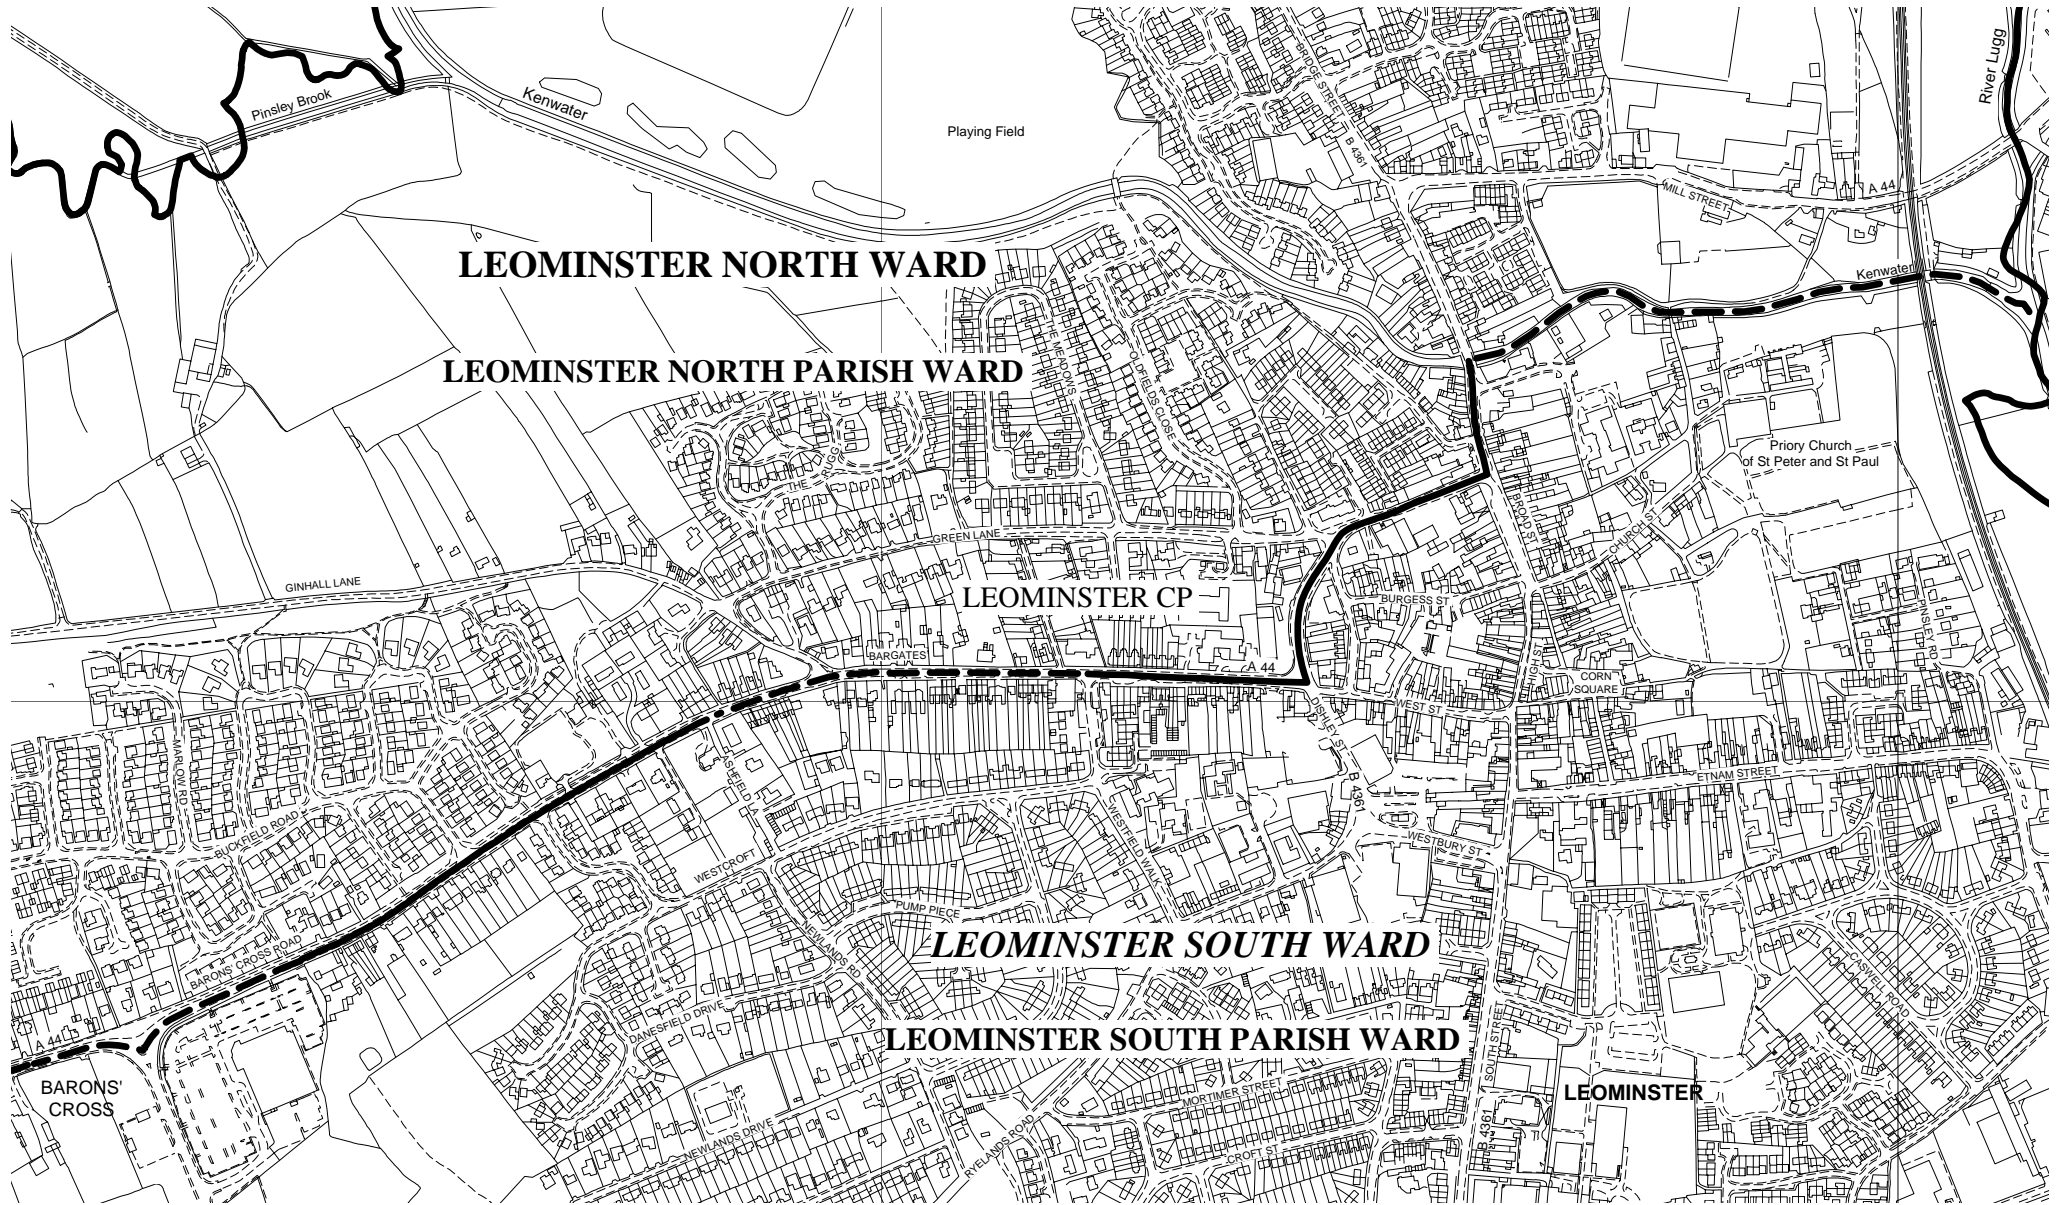 River Lugg
BRIDGE STREET
Pinsley Brook
Kenwater
Playing Field
B 4361
MILL STREET
A 44
LEOMINSTER NORTH WARD
Kenwater
LEOMINSTER NORTH PARISH WARD
THE MEADOWS
OLDFIELDS CLOSE
Priory Church
of St Peter and St Paul
THE RUGG
BROAD ST
CHURCH ST
GREEN LANE
GINHALL LANE
LEOMINSTER CP
BURGESS ST
PINSLEY RD
BARGATES
A 44
HIGH ST
CORN
SQUARE
WEST ST
DISHLEY ST
MARLOW RD
ASHFIELD LA
ETNAM STREET
B 4361
BUCKFIELD ROAD
WESTFIELD WALK
WESTBURY ST
WESTCROFT
PUMP PIECE
NEWLANDS RD
LEOMINSTER SOUTH WARD
BARONS' CROSS ROAD
CASWELL ROAD
DANESFIELD DRIVE
LEOMINSTER SOUTH PARISH WARD
A 44
SOUTH STREET
BARONS'
CROSS
MORTIMER STREET
LEOMINSTER
NEWLANDS DRIVE
RYELANDS ROAD
CROFT ST
B 4361